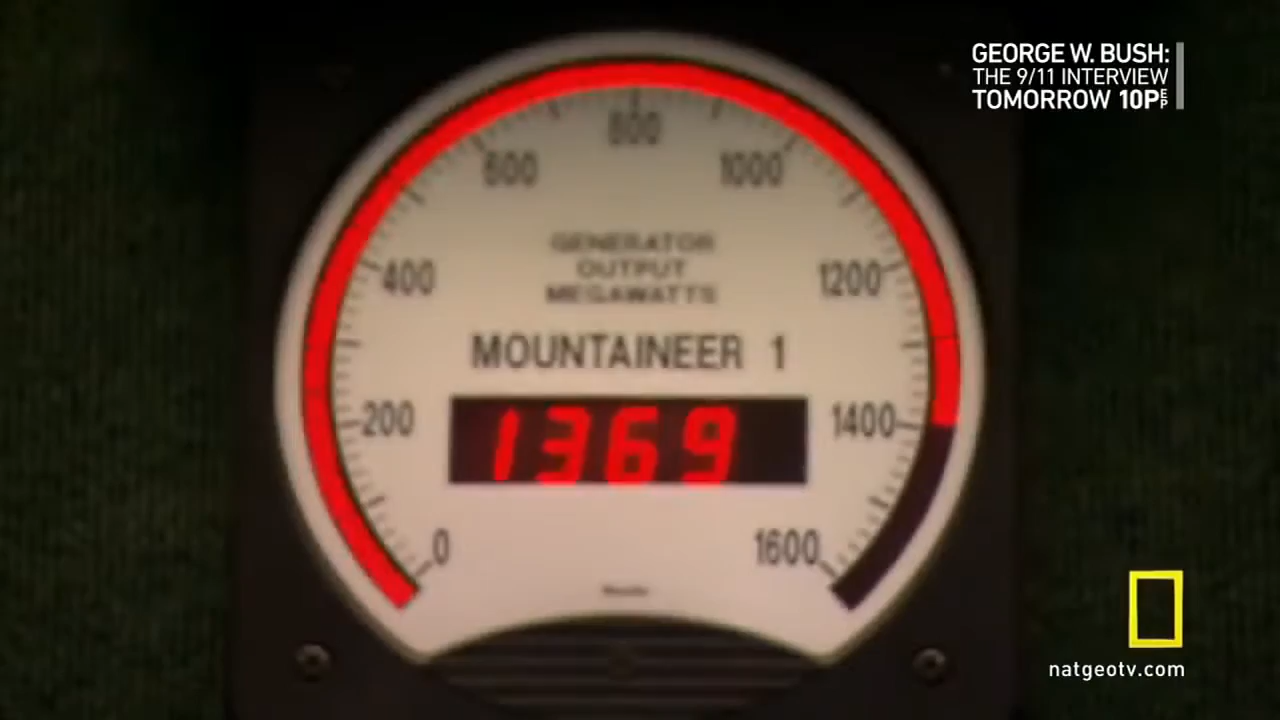 GEORGE W. BUSH:
THE 9/11 INTERVIEW
TOMORROW 10P E P
800
600
1000
400
1200
GENERATOR
OUTPUT
MEGAWATTS
MOUNTAINEER 1
200
1369
1400
0
1600
natgeotv.com